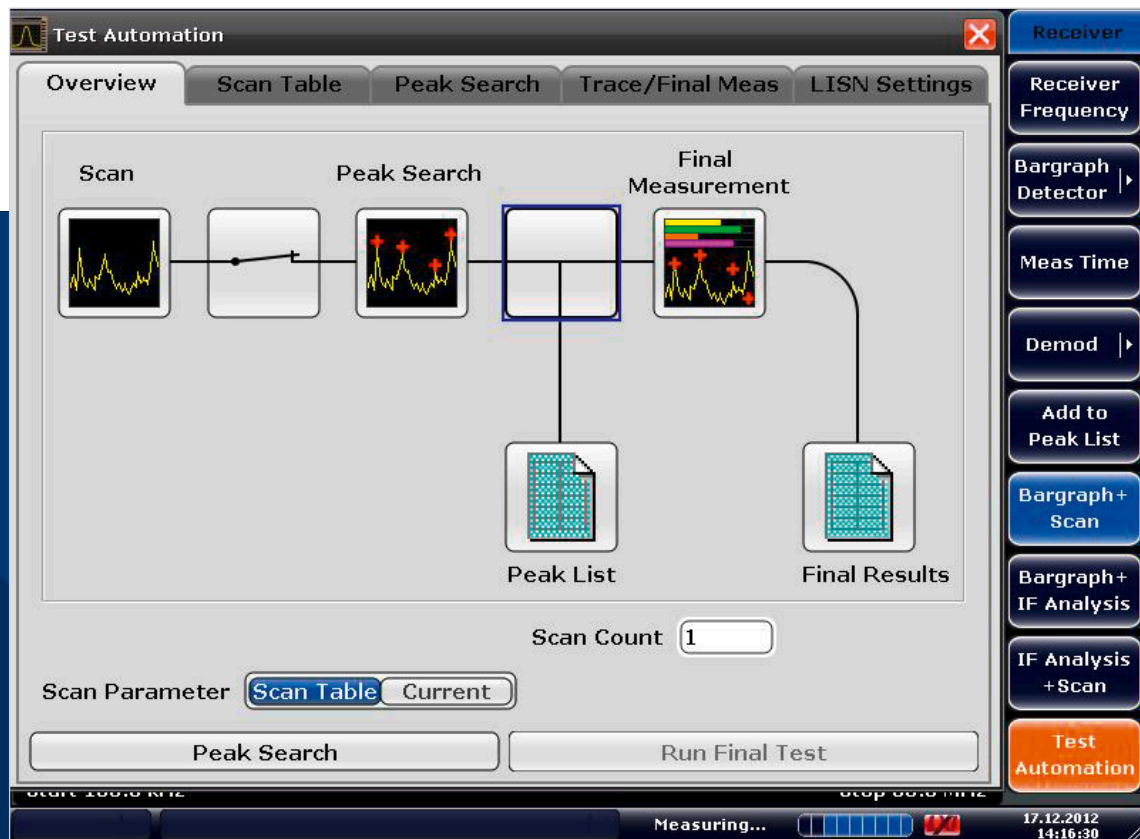 Test Automation
Overview
Scan Table
Peak Search
Trace/Final Meas
LISN Settings
Scan
Peak Search
Final
Measurement
Peak List
Final Results
Scan Count 1
Scan Parameter Scan Table Current
Peak Search
Run Final Test
Measuring...
17.12.2012
14:16:30
Receiver
Receiver
Frequency
Bargraph
Detector
Meas Time
Demod
Add to
Peak List
Bargraph+
Scan
Bargraph+
IF Analysis
IF Analysis
+Scan
Test
Automation